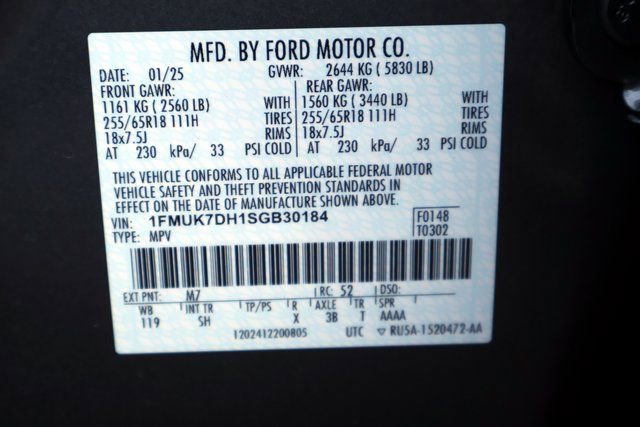 MFD. BY FORD MOTOR CO.
DATE: 01/25 GVWR: 2644 KG ( 5830 LB)
FRONT GAWR: REAR GAWR:
1161 KG ( 2560 LB) WITH 1560 KG ( 3440 LB) WITH
255/65R18 111H TIRES 255/65R18 111H TIRES
18x7.5J RIMS 18x7.5J RIMS
AT 230 kPa/ 33 PSI COLD AT 230 kPa/ 33 PSI COLD
THIS VEHICLE CONFORMS TO ALL APPLICABLE FEDERAL MOTOR
VEHICLE SAFETY AND THEFT PREVENTION STANDARDS IN
EFFECT ON THE DATE OF MANUFACTURE SHOWN ABOVE.
VIN: 1FMUK7DH1SGB30184 F0148
TYPE: MPV T0302
EXT PNT: M7 RC: 52 DSO:
WB INT TR TP/PS R AXLE TR SPR
119 SH X 3B T AAAA
1202412200805 UTC ▽ RU5A-1520472-AA